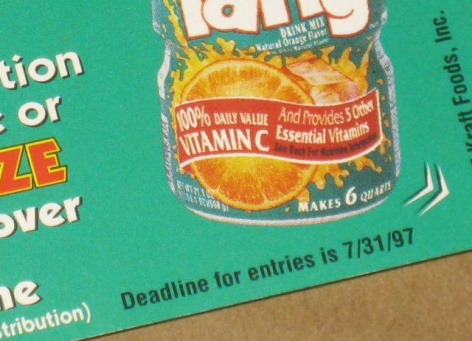 Tang
DRINK MIX
Natural Orange Flavor
tion
or
ZE
over
100% DAILY VALUE
VITAMIN C
And Provides 5 Other
Essential Vitamins
MAKES 6 QUARTS
Kraft Foods, Inc.
ne
stribution)
Deadline for entries is 7/31/97